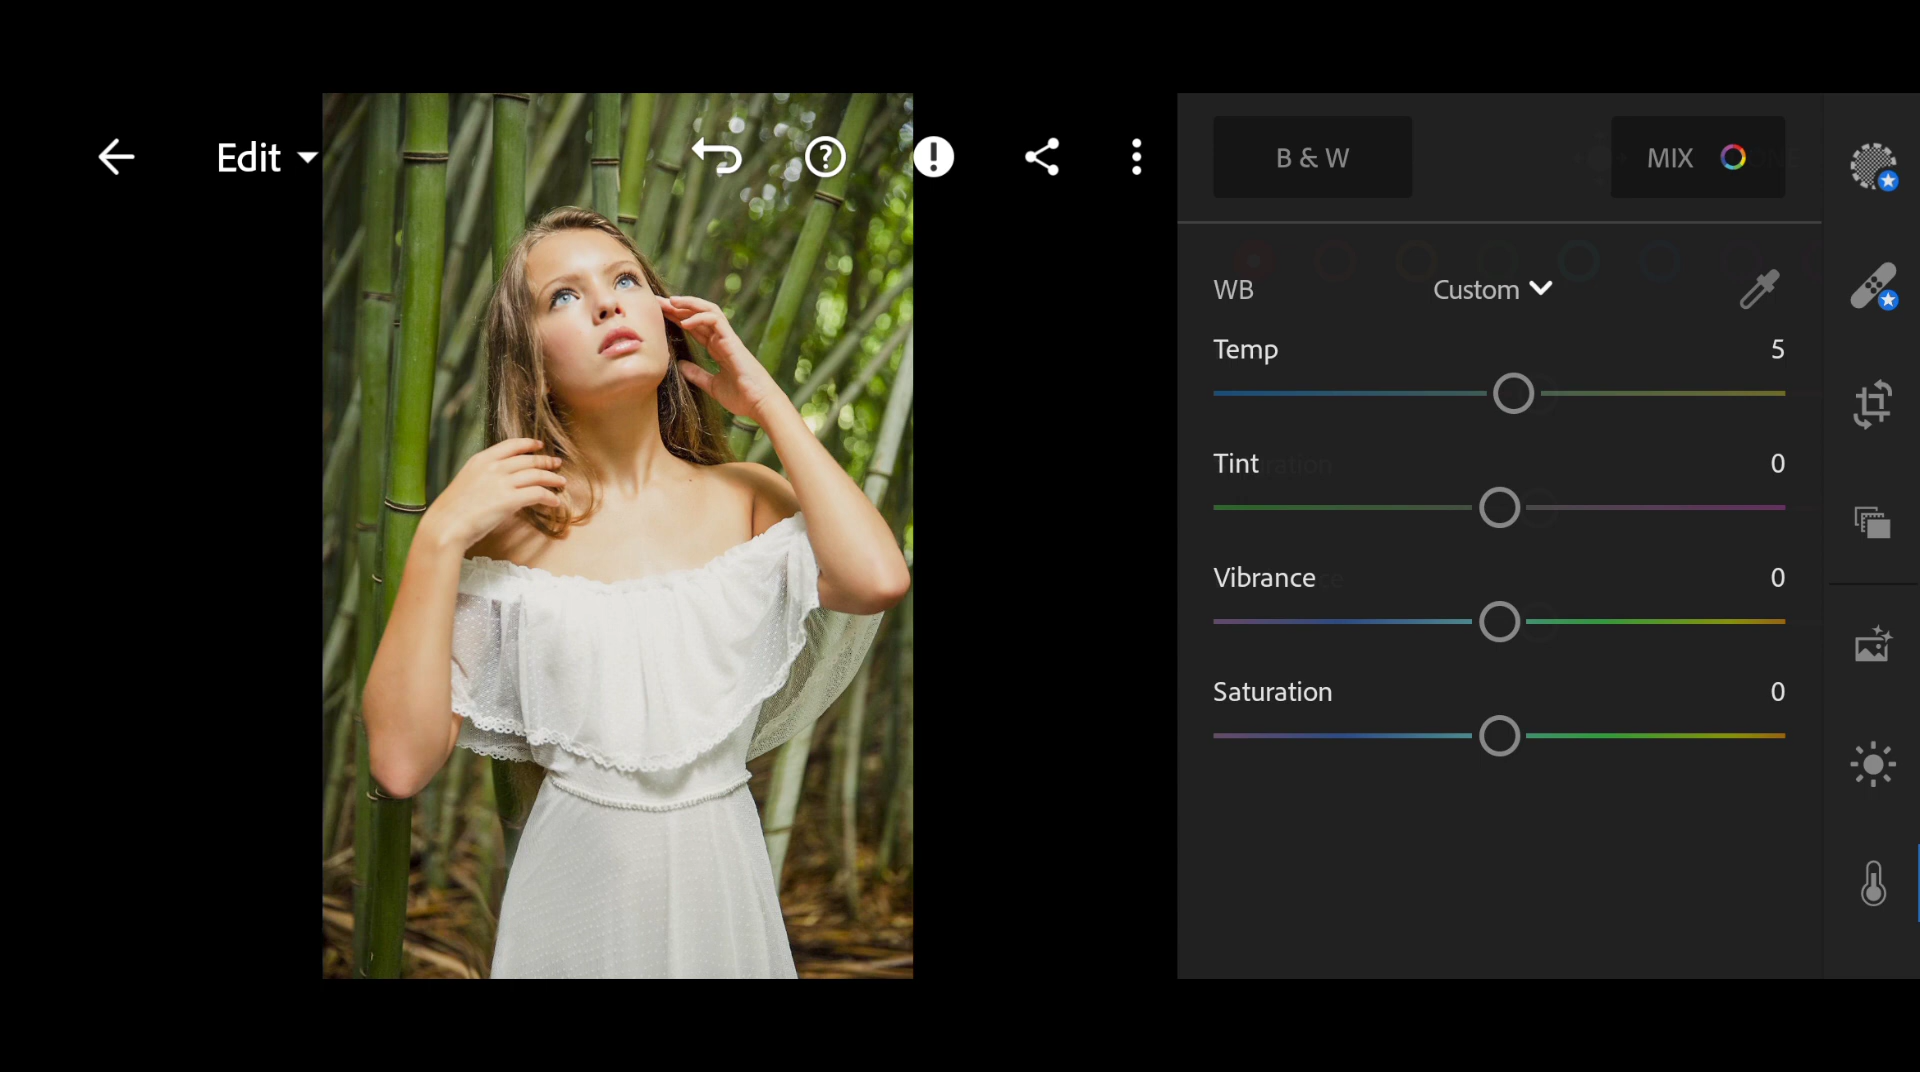 Edit
B & W
MIX
WB
Custom
Temp
5
Tint
0
Vibrance
0
Saturation
0